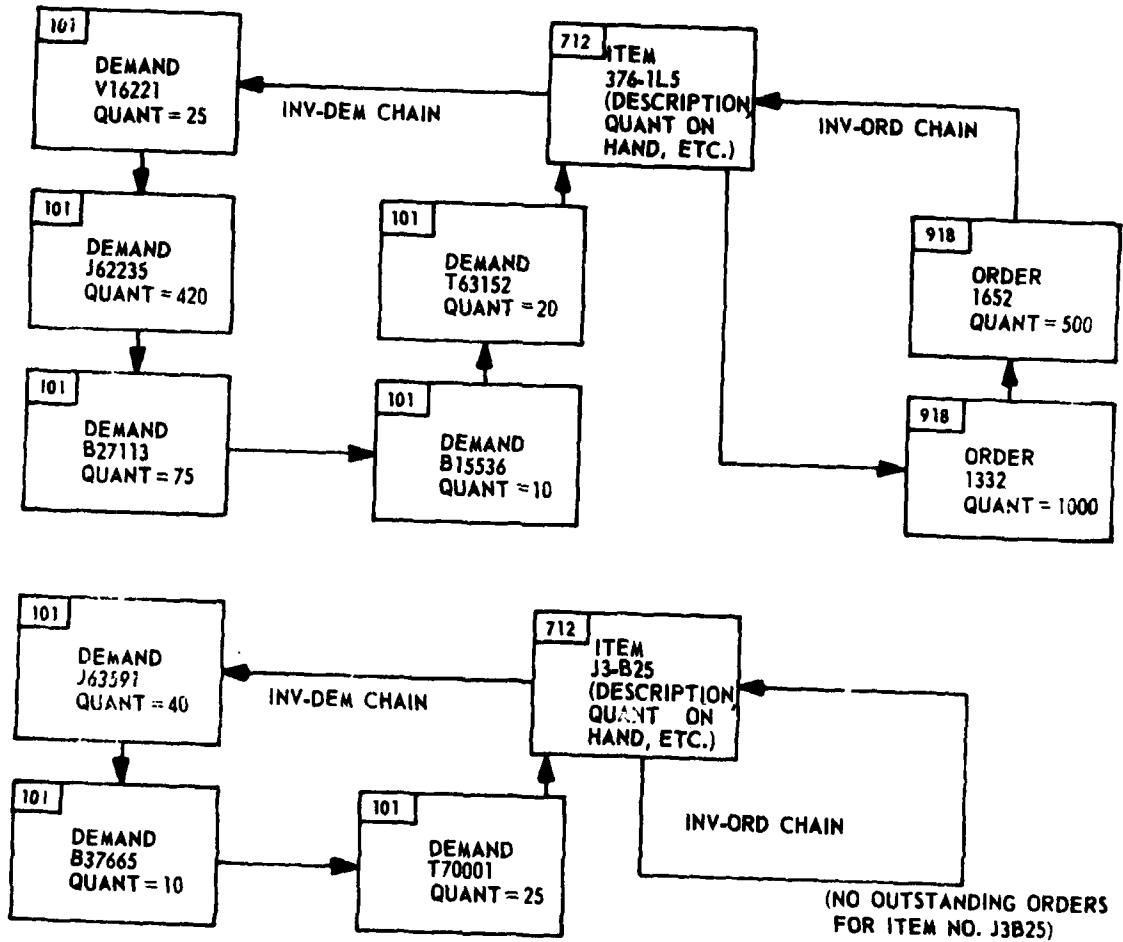 101
DEMAND
V16221
QUANT = 25
INV-DEM CHAIN
712
ITEM
376-1L5
(DESCRIPTION,
QUANT ON
HAND, ETC.)
INV-ORD CHAIN
101
DEMAND
J62235
QUANT = 420
101
DEMAND
T63152
QUANT = 20
918
ORDER
1652
QUANT = 500
101
DEMAND
B27113
QUANT = 75
101
DEMAND
B15536
QUANT = 10
918
ORDER
1332
QUANT = 1000
101
DEMAND
J63591
QUANT = 40
INV-DEM CHAIN
712
ITEM
J3-B25
(DESCRIPTION,
QUANT ON
HAND, ETC.)
101
DEMAND
B37665
QUANT = 10
101
DEMAND
T70001
QUANT = 25
INV-ORD CHAIN
(NO OUTSTANDING ORDERS
FOR ITEM NO. J3B25)